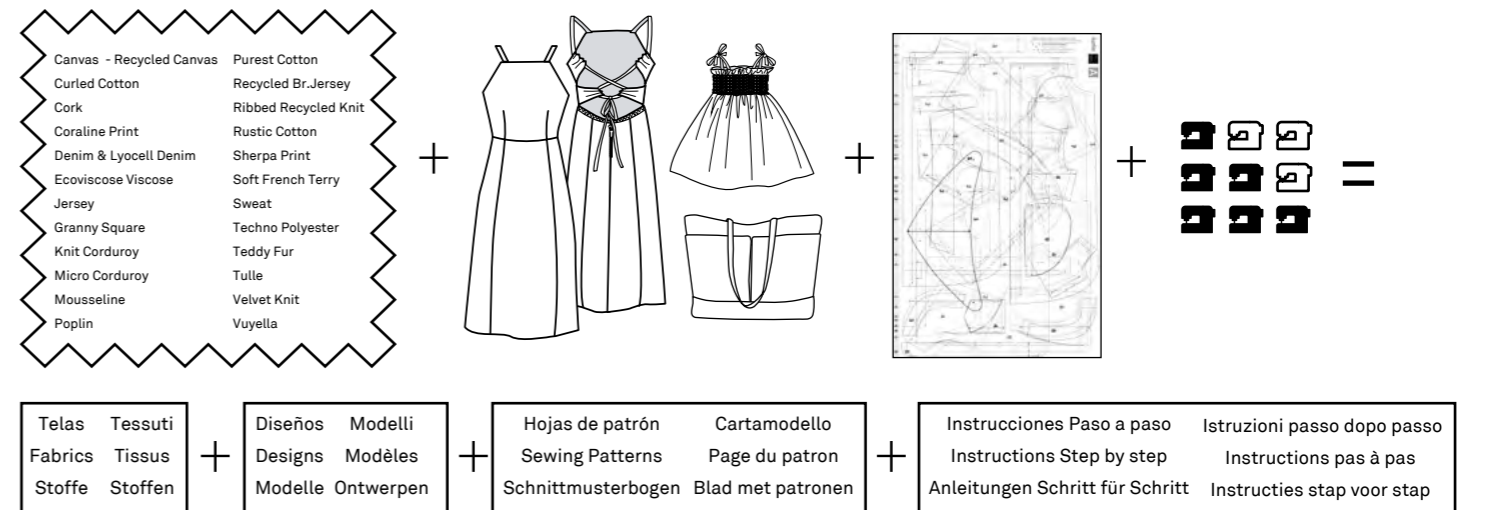 Canvas - Recycled Canvas
Curled Cotton
Cork
Coraline Print
Denim & Lyocell Denim
Ecoviscose Viscose
Jersey
Granny Square
Knit Corduroy
Micro Corduroy
Mousseline
Poplin
Purest Cotton
Recycled Br.Jersey
Ribbed Recycled Knit
Rustic Cotton
Sherpa Print
Soft French Terry
Sweat
Techno Polyester
Teddy Fur
Tulle
Velvet Knit
Vuyella
+
+
+
=
Telas Tessuti
Fabrics Tissus
Stoffe Stoffen
+
Diseños Modelli
Designs Modèles
Modelle Ontwerpen
+
Hojas de patrón Cartamodello
Sewing Patterns Page du patron
Schnittmusterbogen Blad met patronen
+
Instrucciones Paso a paso Istruzioni passo dopo passo
Instructions Step by step Instructions pas à pas
Anleitungen Schritt für Schritt Instructies stap voor stap